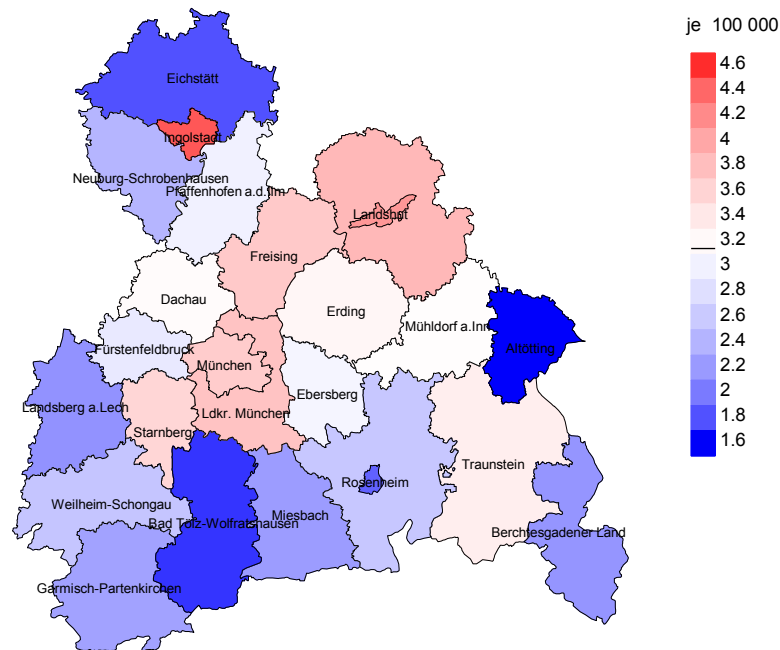 je 100 000
4.6
4.4
4.2
4
3.8
3.6
3.4
3.2
3
2.8
2.6
2.4
2.2
2
1.8
1.6
Eichstätt
Ingolstadt
Neuburg-Schrobenhausen
Pfaffenhofen a.d.Ilm
Landshut
Freising
Dachau
Erding
Mühldorf a.Inn
Altötting
Fürstenfeldbruck
München
Ebersberg
Landsberg a.Lech
Ldkr. München
Starnberg
Traunstein
Rosenheim
Weilheim-Schongau
Miesbach
Bad Tölz-Wolfratshausen
Berchtesgadener Land
Garmisch-Partenkirchen